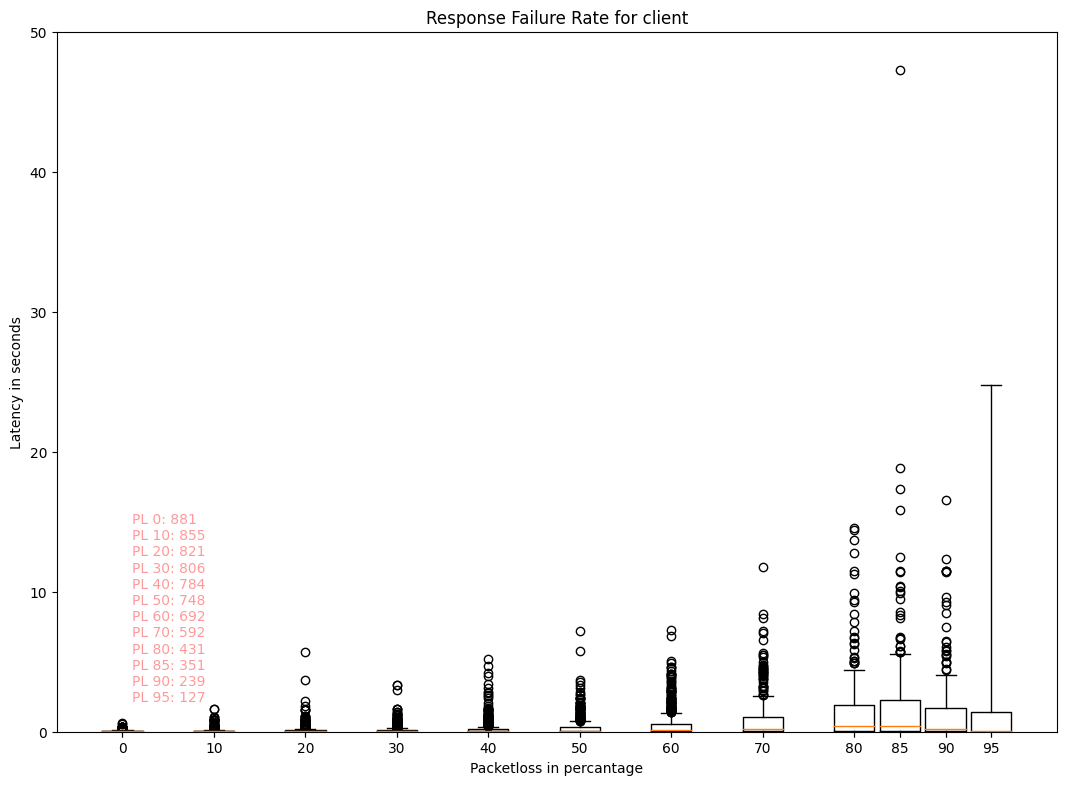 Response Failure Rate for client
50
40
30
20
10
0
Latency in seconds
PL 0: 881
PL 10: 855
PL 20: 821
PL 30: 806
PL 40: 784
PL 50: 748
PL 60: 692
PL 70: 592
PL 80: 431
PL 85: 351
PL 90: 239
PL 95: 127
0 10 20 30 40 50 60 70 80 85 90 95
Packetloss in percantage